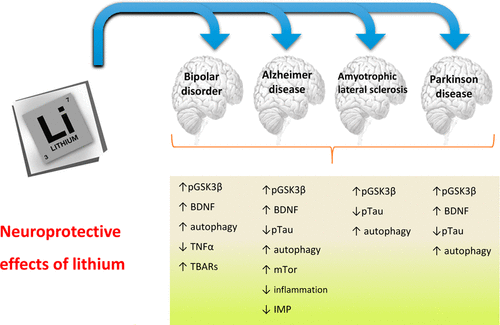 Bipolar
disorder
Alzheimer
disease
Amyotrophic
lateral sclerosis
Parkinson
disease
7
Li
LITHIUM
3
Neuroprotective
effects of lithium
↑pGSK3β
↑ BDNF
↑ autophagy
↓ TNFα
↑ TBARs
↑pGSK3β
↑ BDNF
↓pTau
↑ autophagy
↑ mTor
↓ inflammation
↓ IMP
↑pGSK3β
↓pTau
↑ autophagy
↑pGSK3β
↑ BDNF
↓pTau
↑ autophagy